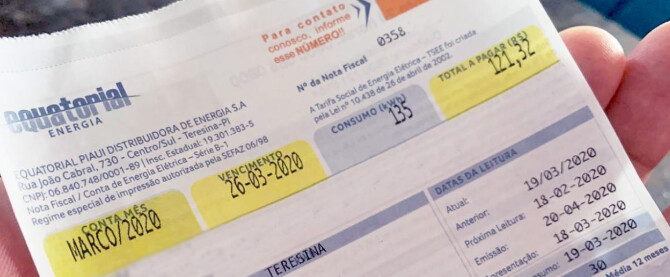 Para contato
conosco, informe
esse NÚMERO!!
0358
Nº da Nota Fiscal
A Tarifa Social de Energia Elétrica – TSEE foi criada
pela Lei nº 10.438 de 26 de abril de 2002.
equatorial
ENERGIA
EQUATORIAL PIAUÍ DISTRIBUIDORA DE ENERGIA S.A
Rua João Cabral, 730 - Centro/Sul - Teresina-PI
CNPJ: 06.840.748/0001-89 | Insc. Estadual: 19.301.383-5
Nota Fiscal / Conta de Energia Elétrica - Série B-1
Regime especial de impressão autorizada pela SEFAZ 06/98
CONTA MÊS
MARCO/2020
VENCIMENTO
26-03-2020
CONSUMO (kWh)
135
TOTAL A PAGAR (R$)
121,32
TERESINA
DATAS DA LEITURA
Atual: 19/03/2020
Anterior: 18-02-2020
Próxima Leitura: 20-04-2020
Emissão: 18-03-2020
Apresentação: 19-03-2020
30
Média 12 meses